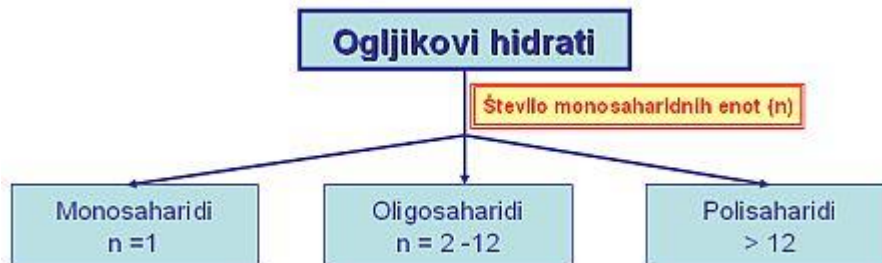 Ogljikovi hidrati
Število monosaharidnih enot (n)
Monosaharidi
n =1
Oligosaharidi
n = 2 -12
Polisaharidi
> 12